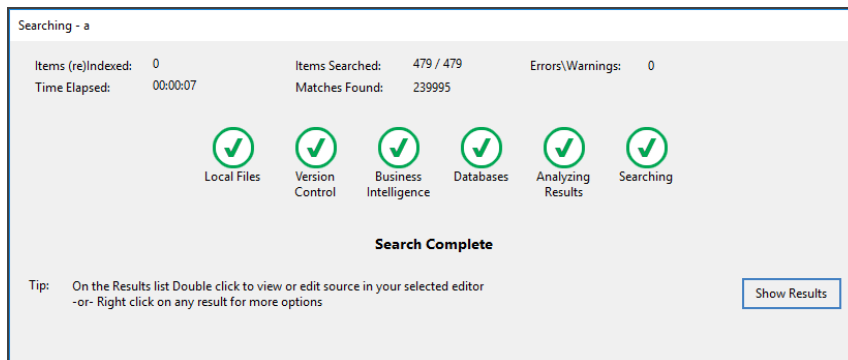 Searching - a
Items (re)Indexed: 0 Items Searched: 479 / 479 Errors\Warnings: 0
Time Elapsed: 00:00:07 Matches Found: 239995
Local Files Version Business Databases Analyzing Searching
Control Intelligence Results
Search Complete
Tip: On the Results list Double click to view or edit source in your selected editor
-or- Right click on any result for more options
Show Results